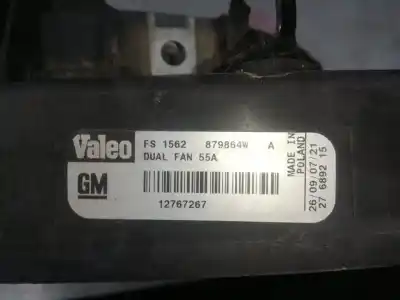 Valeo FS 1562 879864W A
DUAL FAN 55A
GM
12767267
MADE IN
POLAND
26/09/07/21
27 6892 15